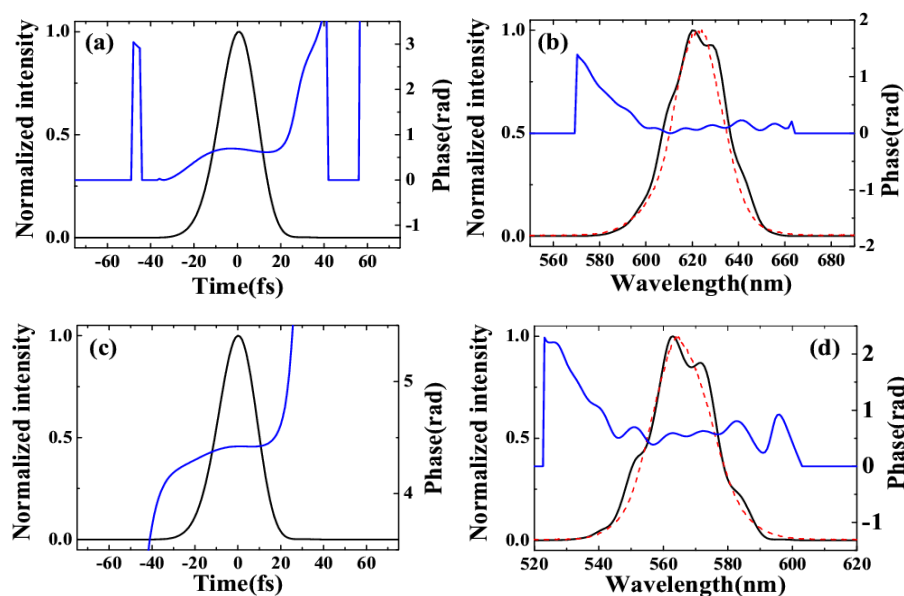 (a)
Normalized intensity
1.0
0.5
0.0
3
2
1
0
-1
Phase(rad)
-60 -40 -20 0 20 40 60
Time(fs)
(b)
Normalized intensity
1.0
0.5
0.0
2
1
0
-1
-2
Phase(rad)
560 580 600 620 640 660 680
Wavelength(nm)
(c)
Normalized intensity
1.0
0.5
0.0
5
4
Phase(rad)
-60 -40 -20 0 20 40 60
Time(fs)
(d)
Normalized intensity
1.0
0.5
0.0
2
1
0
-1
Phase(rad)
520 540 560 580 600 620
Wavelength(nm)